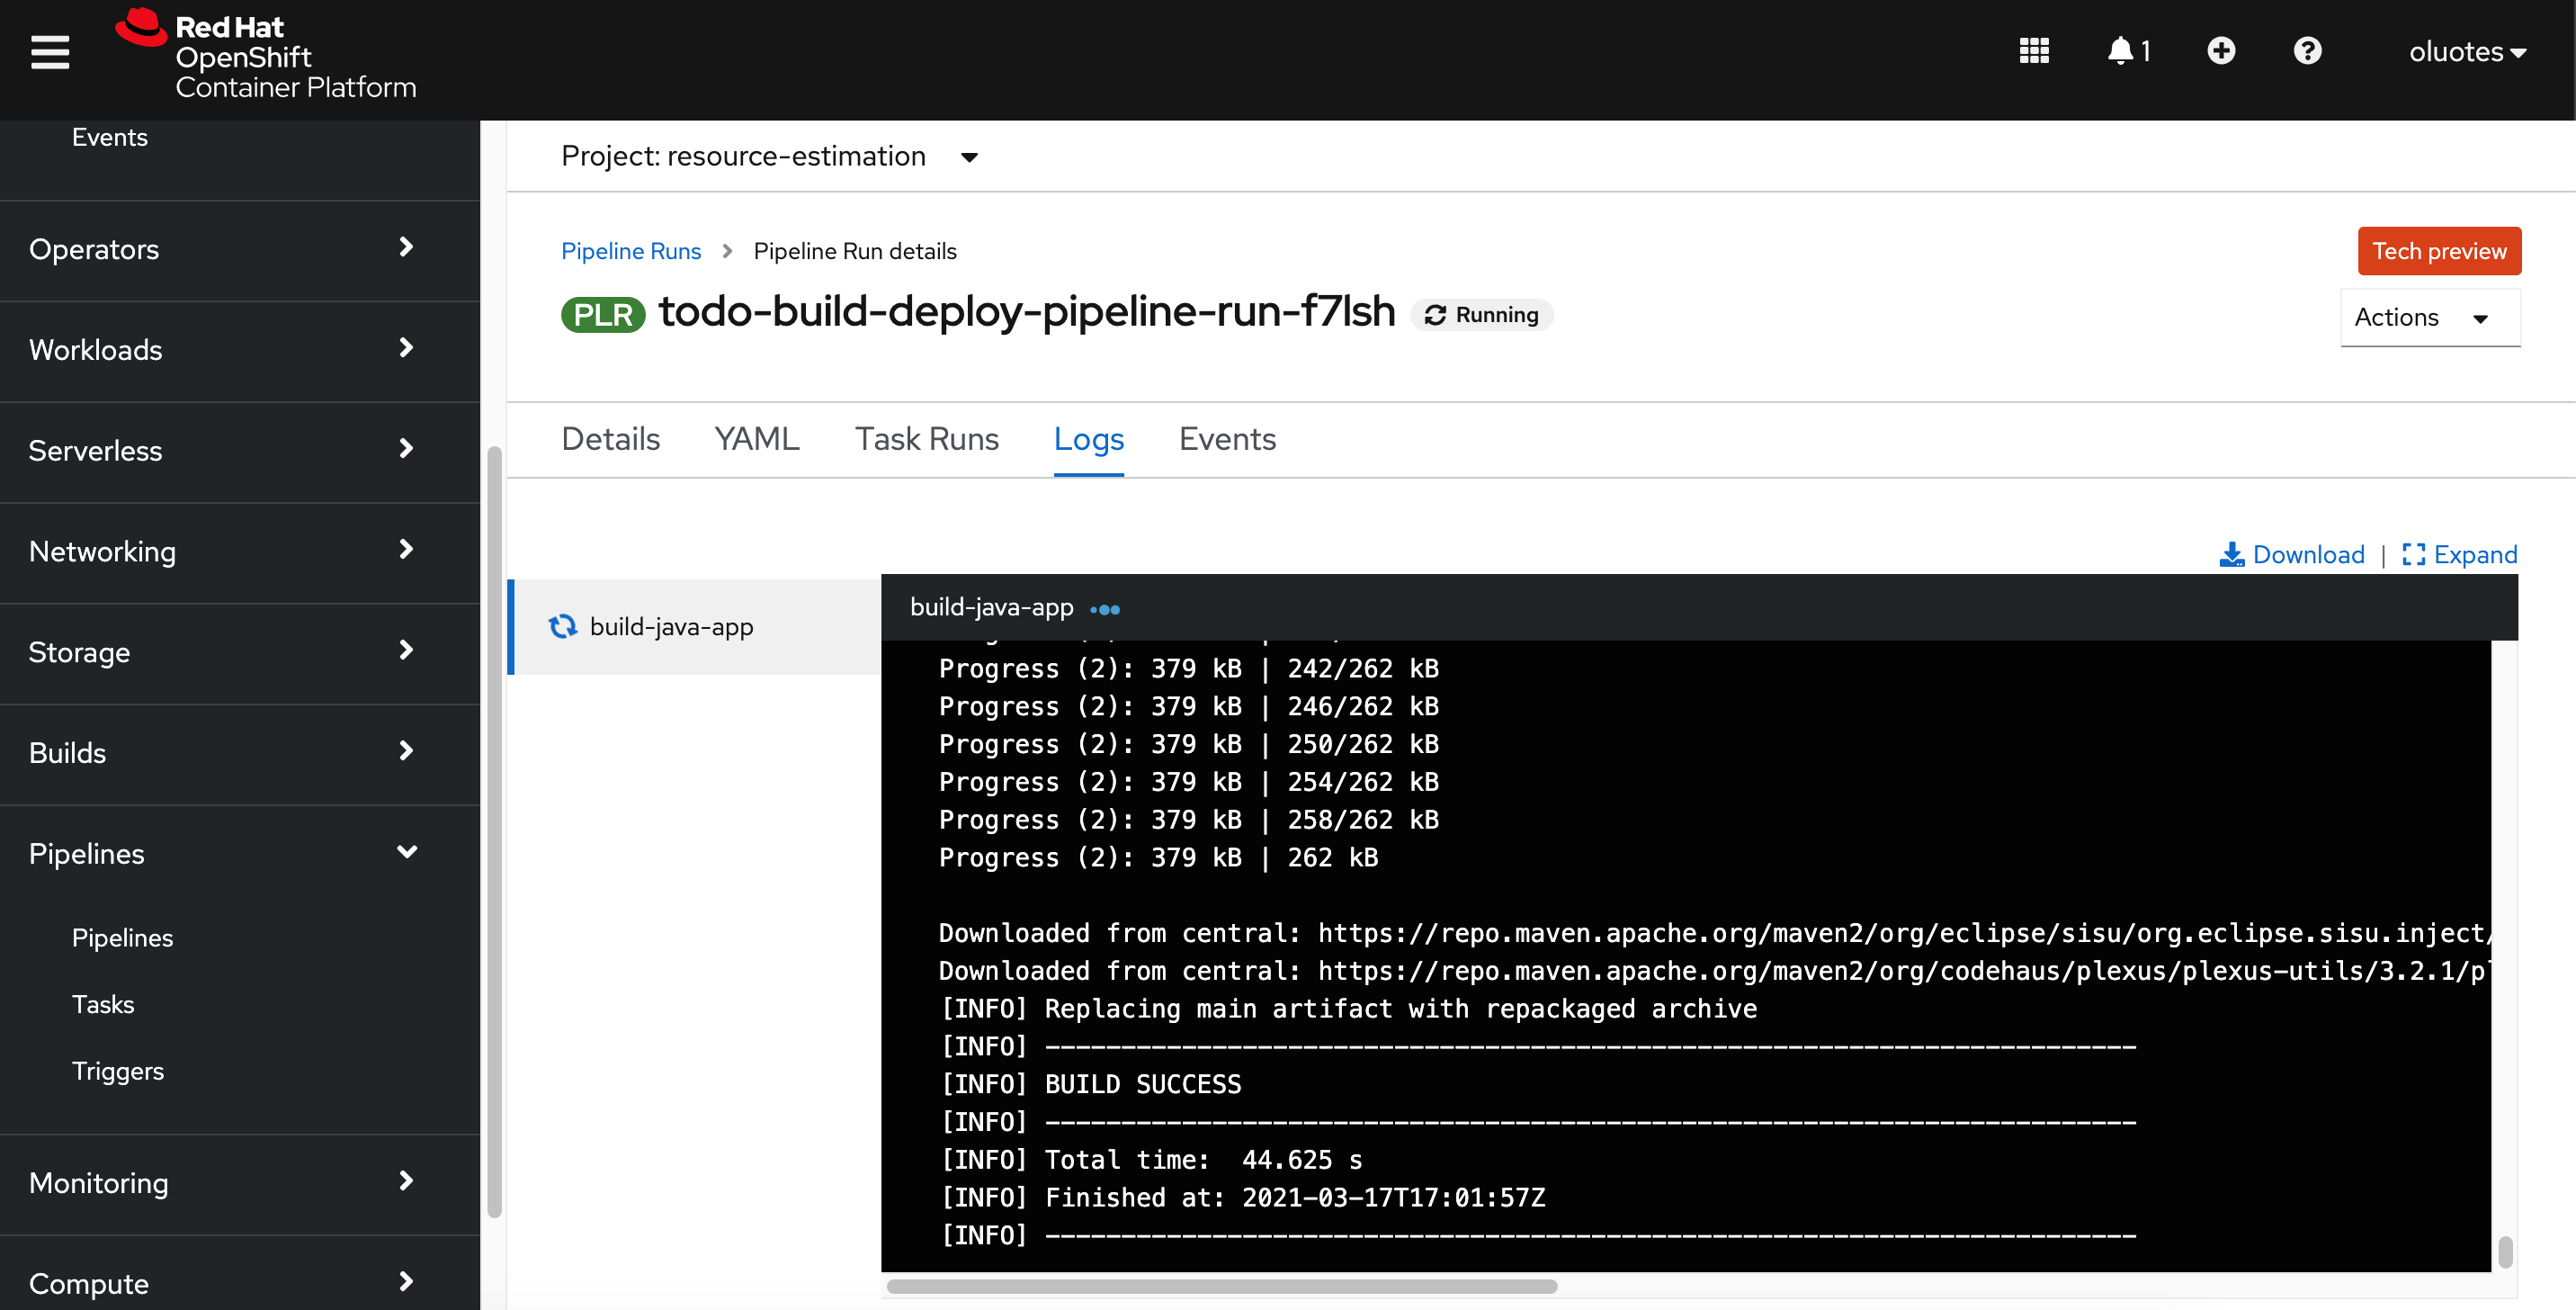 Red Hat
OpenShift
Container Platform
1
oluotes
Events
Operators
Workloads
Serverless
Networking
Storage
Builds
Pipelines
Pipelines
Tasks
Triggers
Monitoring
Compute
Project: resource-estimation
Pipeline Runs > Pipeline Run details
Tech preview
PLR todo-build-deploy-pipeline-run-f7lsh Running
Actions
Details YAML Task Runs Logs Events
Download | Expand
build-java-app
build-java-app
Progress (2): 379 kB | 242/262 kB
Progress (2): 379 kB | 246/262 kB
Progress (2): 379 kB | 250/262 kB
Progress (2): 379 kB | 254/262 kB
Progress (2): 379 kB | 258/262 kB
Progress (2): 379 kB | 262 kB
Downloaded from central: https://repo.maven.apache.org/maven2/org/eclipse/sisu/org.eclipse.sisu.inject/
Downloaded from central: https://repo.maven.apache.org/maven2/org/codehaus/plexus/plexus-utils/3.2.1/pl
[INFO] Replacing main artifact with repackaged archive
[INFO] ------------------------------------------------------------------------
[INFO] BUILD SUCCESS
[INFO] ------------------------------------------------------------------------
[INFO] Total time:  44.625 s
[INFO] Finished at: 2021-03-17T17:01:57Z
[INFO] ------------------------------------------------------------------------